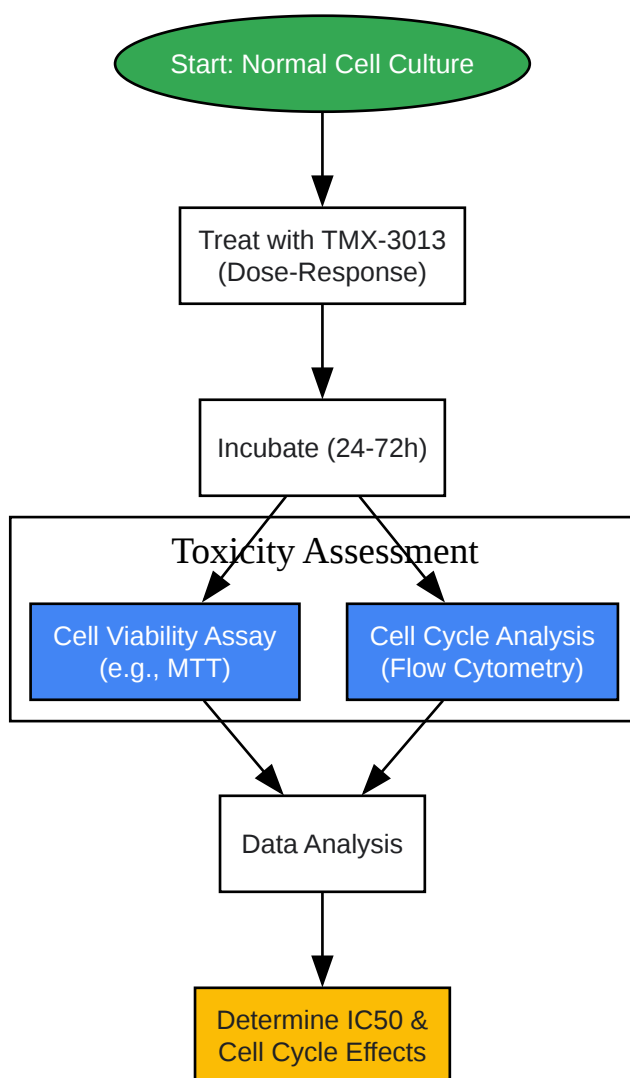 Start: Normal Cell Culture
Treat with TMX-3013
(Dose-Response)
Incubate (24-72h)
Toxicity Assessment
Cell Viability Assay
(e.g., MTT)
Cell Cycle Analysis
(Flow Cytometry)
Data Analysis
Determine IC50 &
Cell Cycle Effects